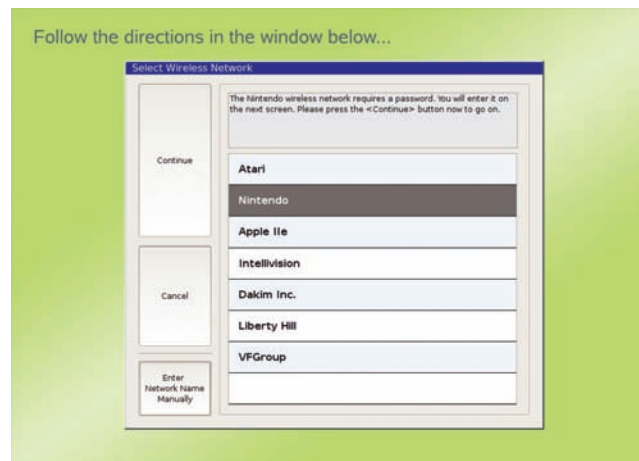 Follow the directions in the window below...
Select Wireless Network
The Nintendo wireless network requires a password. You will enter it on
the next screen. Please press the <Continue> button now to go on.
Continue
Atari
Nintendo
Apple IIe
Intellivision
Cancel
Dakim Inc.
Liberty Hill
VFGroup
Enter
Network Name
Manually